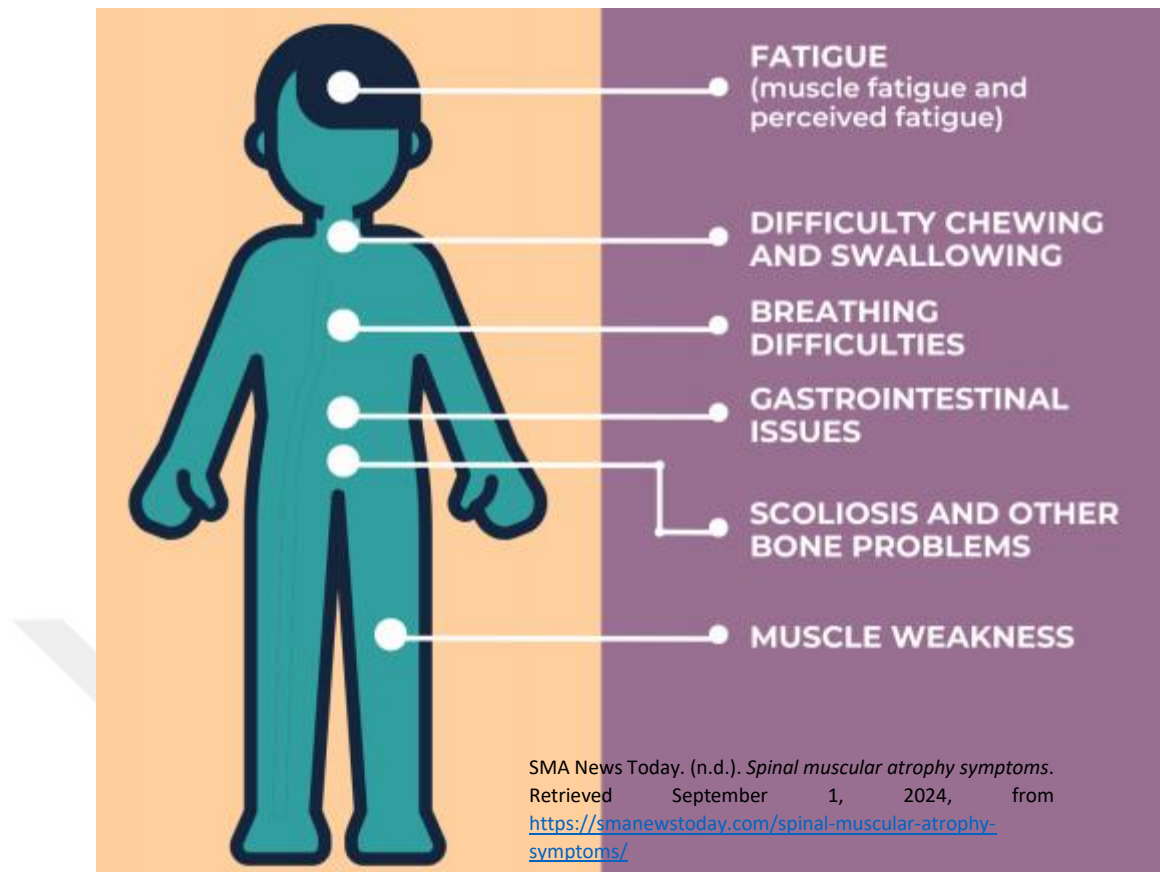 FATIGUE
(muscle fatigue and
perceived fatigue)
DIFFICULTY CHEWING
AND SWALLOWING
BREATHING
DIFFICULTIES
GASTROINTESTINAL
ISSUES
SCOLIOSIS AND OTHER
BONE PROBLEMS
MUSCLE WEAKNESS
SMA News Today. (n.d.). Spinal muscular atrophy symptoms.
Retrieved September 1, 2024, from
https://smanewstoday.com/spinal-muscular-atrophy-
symptoms/